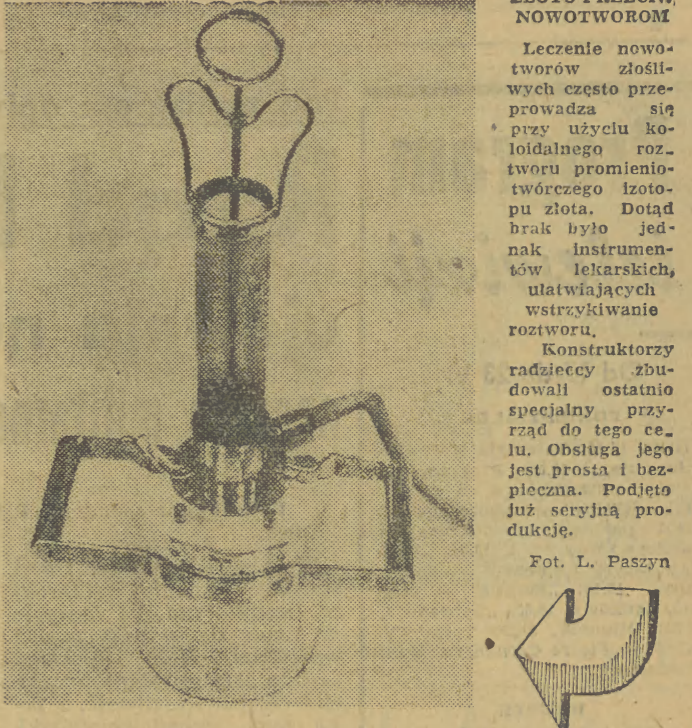 NOWOTWOROM
Leczenie nowo-
tworów złośli-
wych często prze-
prowadza się
przy użyciu ko-
loidalnego roz-
tworu promienio-
twórczego izoto-
pu złota. Dotąd
brak było jed-
nak instrumen-
tów lekarskich,
ułatwiających
wstrzykiwanie
roztworu.
Konstruktorzy
radzieccy zbu-
dowali ostatnio
specjalny przy-
rząd do tego ce-
lu. Obsługa jego
jest prosta i bez-
pieczna. Podjęto
już seryjną pro-
dukcję.
Fot. L. Paszyn